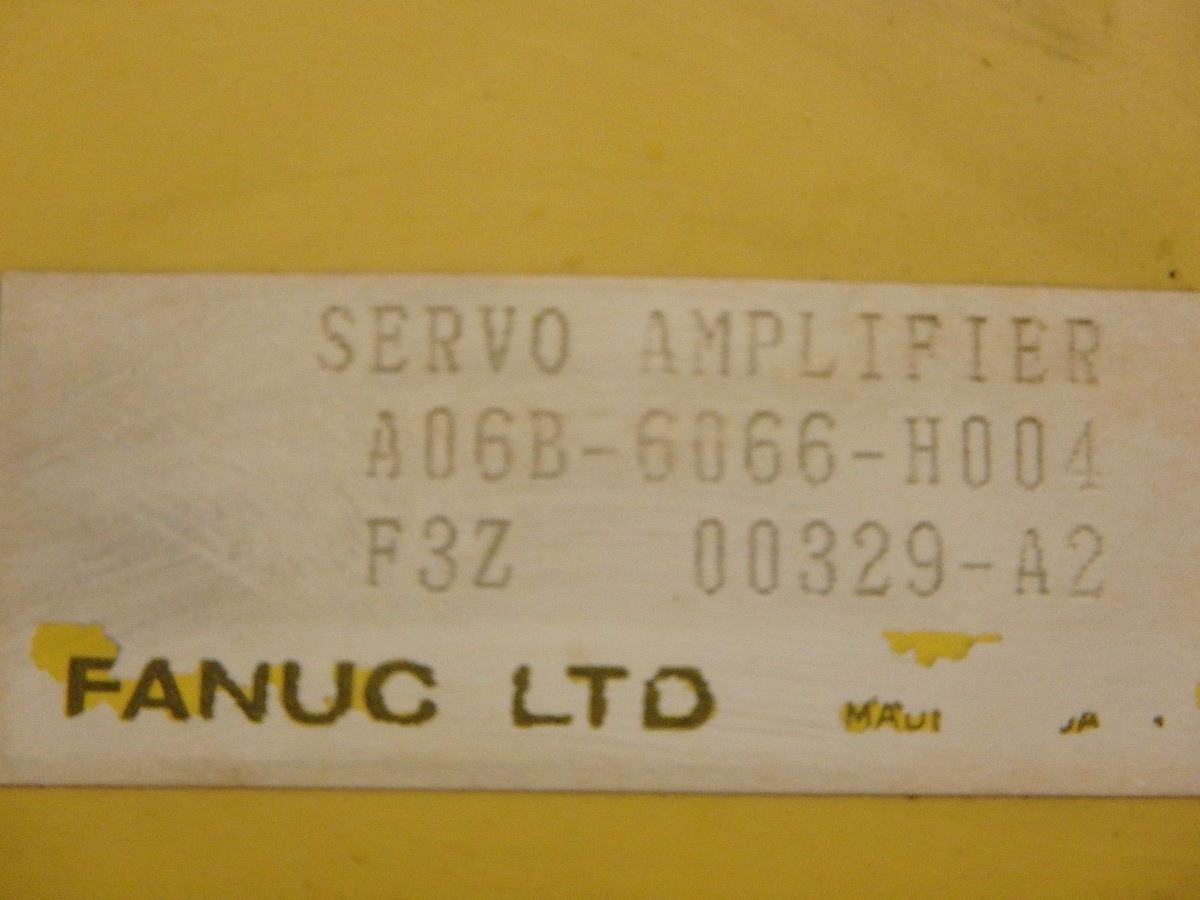 SERVO AMPLIFIER
A06B-6066-H004
F3Z 00329-A2
FANUC LTD